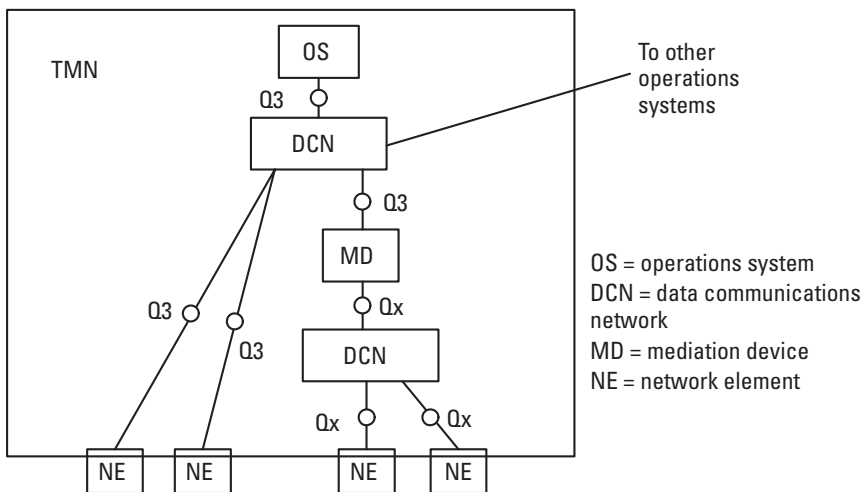 OS
TMN
To other
operations
systems
Q3
DCN
Q3
MD
OS = operations system
DCN = data communications
network
MD = mediation device
NE = network element
Qx
Q3
Q3
DCN
Qx
Qx
NE
NE
NE
NE